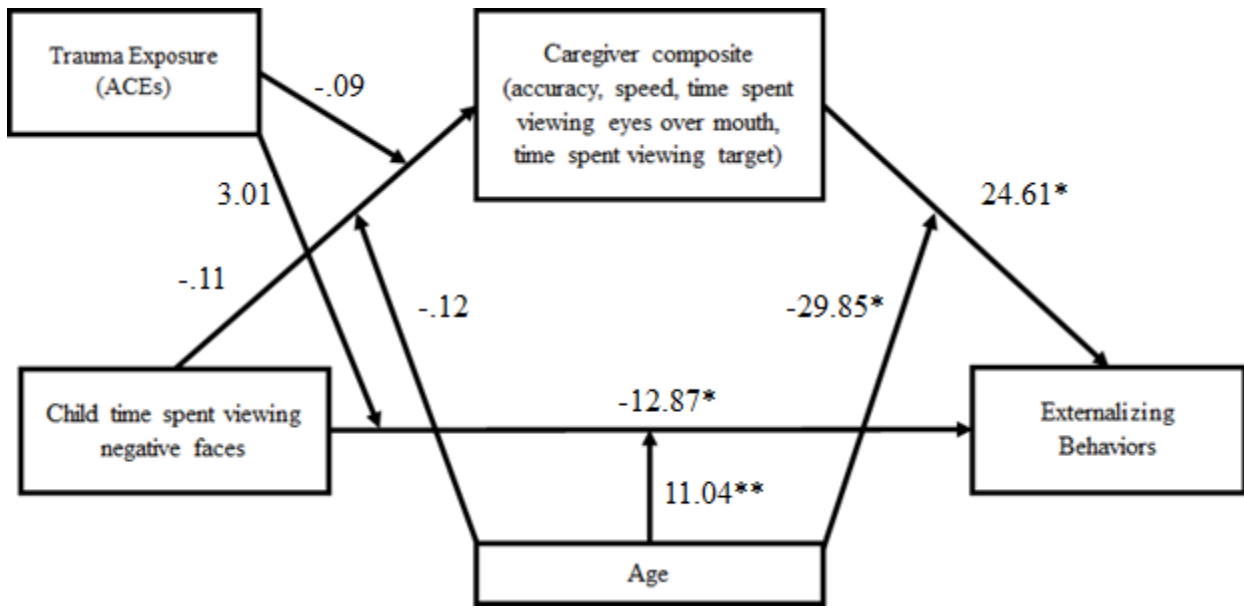 Trauma Exposure
(ACEs)
Caregiver composite
(accuracy, speed, time spent
viewing eyes over mouth,
time spent viewing target)
-.09
3.01
24.61*
-.11
-.12
-29.85*
Child time spent viewing
negative faces
-12.87*
Externalizing
Behaviors
11.04**
Age